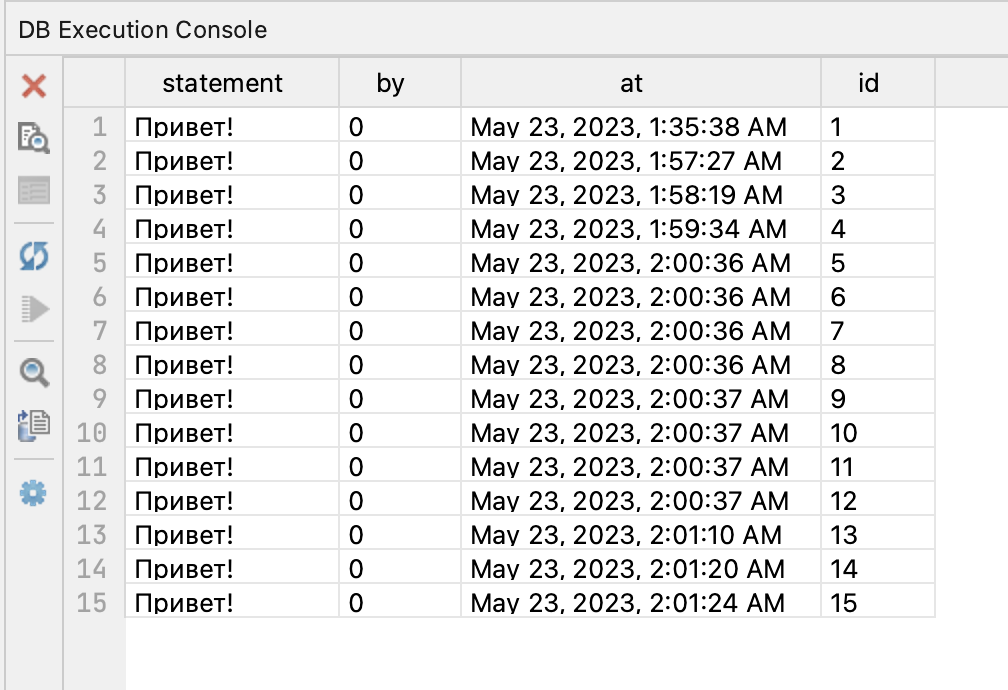 DB Execution Console
statement by at id
1 Привет! 0 May 23, 2023, 1:35:38 AM 1
2 Привет! 0 May 23, 2023, 1:57:27 AM 2
3 Привет! 0 May 23, 2023, 1:58:19 AM 3
4 Привет! 0 May 23, 2023, 1:59:34 AM 4
5 Привет! 0 May 23, 2023, 2:00:36 AM 5
6 Привет! 0 May 23, 2023, 2:00:36 AM 6
7 Привет! 0 May 23, 2023, 2:00:36 AM 7
8 Привет! 0 May 23, 2023, 2:00:36 AM 8
9 Привет! 0 May 23, 2023, 2:00:37 AM 9
10 Привет! 0 May 23, 2023, 2:00:37 AM 10
11 Привет! 0 May 23, 2023, 2:00:37 AM 11
12 Привет! 0 May 23, 2023, 2:00:37 AM 12
13 Привет! 0 May 23, 2023, 2:01:10 AM 13
14 Привет! 0 May 23, 2023, 2:01:20 AM 14
15 Привет! 0 May 23, 2023, 2:01:24 AM 15